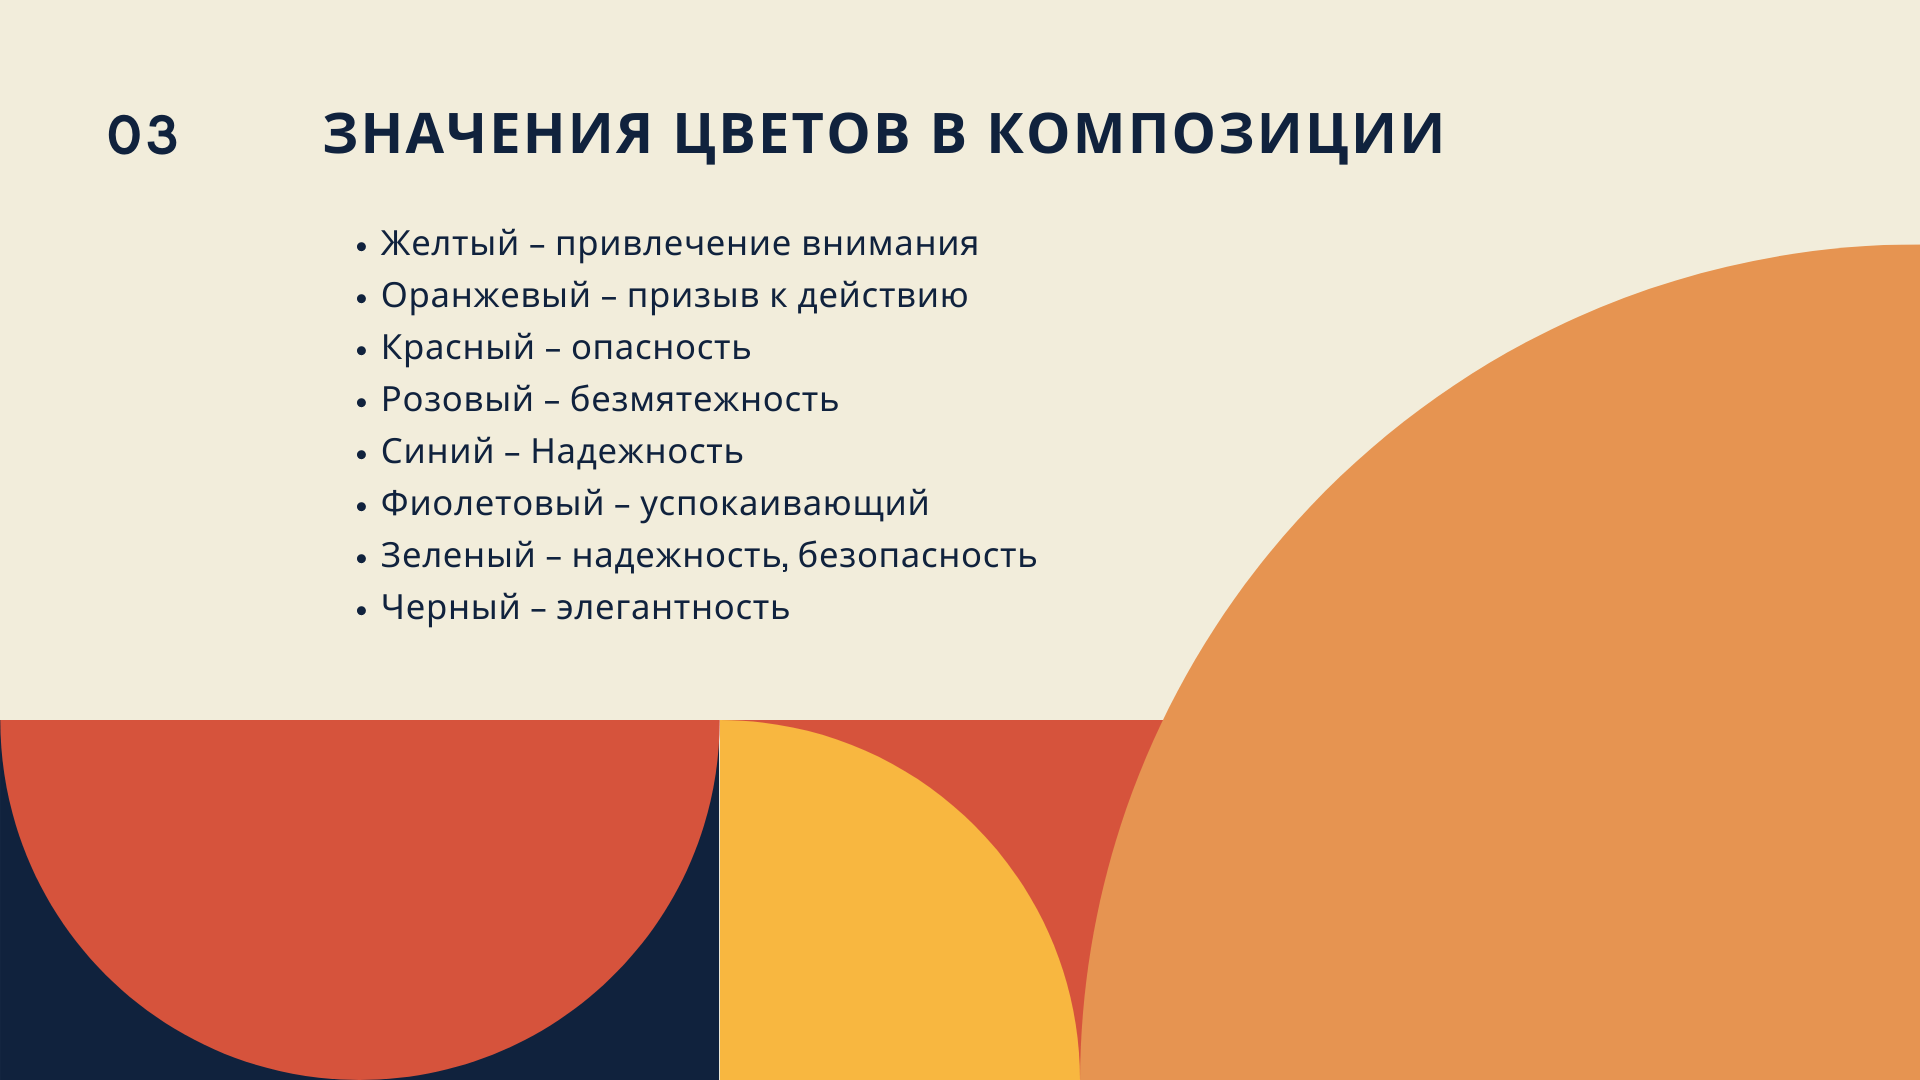 03
ЗНАЧЕНИЯ ЦВЕТОВ В КОМПОЗИЦИИ
• Желтый – привлечение внимания
• Оранжевый – призыв к действию
• Красный – опасность
• Розовый – безмятежность
• Синий – Надежность
• Фиолетовый – успокаивающий
• Зеленый – надежность, безопасность
• Черный – элегантность